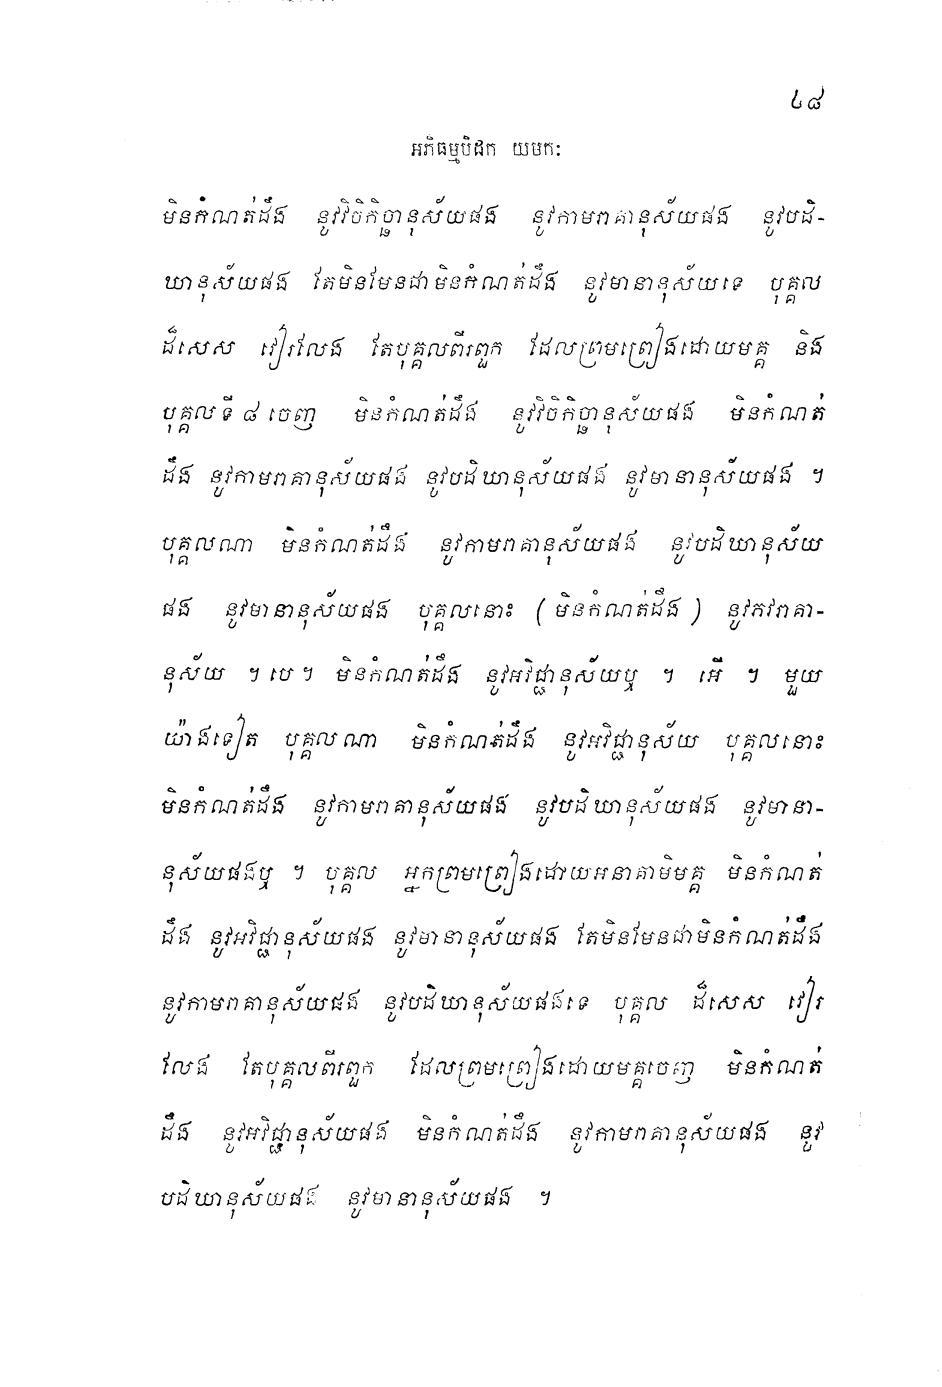 ៤៨
អភិធម្មបិដក យមកៈ
មិនកំណត់ដឹង នូវវិចិកិច្ឆានុស័យផង នូវកាមរាគានុស័យផង នូវបដិ-
ឃានុស័យផង តែមិនមែនជាមិនកំណត់ដឹង នូវមានានុស័យទេ បុគ្គល
ដ៏សេស វៀរលែង តែបុគ្គលពីរពួក ដែលព្រមព្រៀងដោយមគ្គ និង
បុគ្គលទី ៨ ចេញ មិនកំណត់ដឹង នូវវិចិកិច្ឆានុស័យផង មិនកំណត់
ដឹង នូវកាមរាគានុស័យផង នូវបដិឃានុស័យផង នូវមានានុស័យផង ។
បុគ្គលណា មិនកំណត់ដឹង នូវកាមរាគានុស័យផង នូវបដិឃានុស័យ
ផង នូវមានានុស័យផង បុគ្គលនោះ (មិនកំណត់ដឹង) នូវភវរាគា-
នុស័យ ។ បេ ។ មិនកំណត់ដឹង នូវអវិជ្ជានុស័យឬ ។ អើ ។ មួយ
យ៉ាងទៀត បុគ្គលណា មិនកំណត់ដឹង នូវអវិជ្ជានុស័យ បុគ្គលនោះ
មិនកំណត់ដឹង នូវកាមរាគានុស័យផង នូវបដិឃានុស័យផង នូវមានា-
នុស័យផងឬ ។ បុគ្គល អ្នកព្រមព្រៀងដោយអនាគាមិមគ្គ មិនកំណត់
ដឹង នូវអវិជ្ជានុស័យផង នូវមានានុស័យផង តែមិនមែនជាមិនកំណត់ដឹង
នូវកាមរាគានុស័យផង នូវបដិឃានុស័យផងទេ បុគ្គល ដ៏សេស វៀរ
លែង តែបុគ្គលពីរពួក ដែលព្រមព្រៀងដោយមគ្គចេញ មិនកំណត់
ដឹង នូវអវិជ្ជានុស័យផង មិនកំណត់ដឹង នូវកាមរាគានុស័យផង នូវ
បដិឃានុស័យផង នូវមានានុស័យផង ។